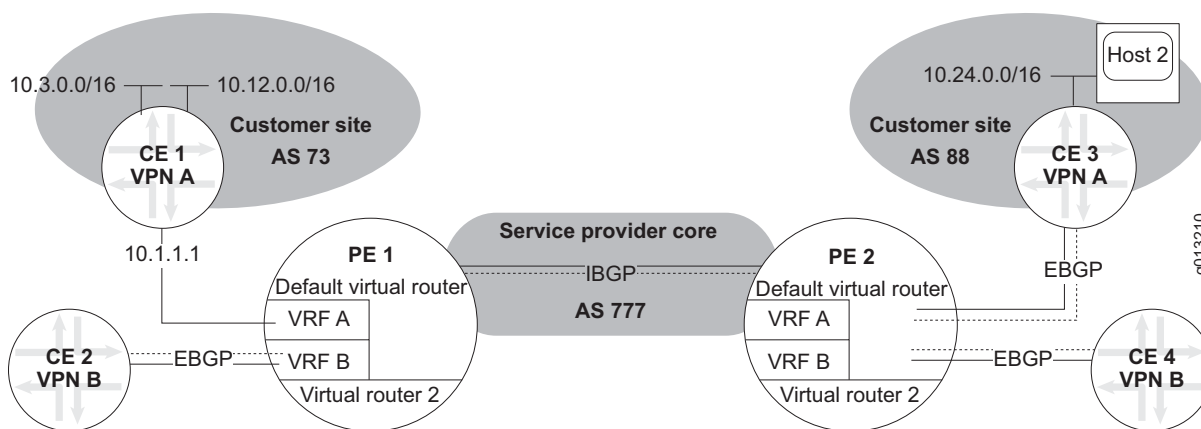 10.3.0.0/16
10.12.0.0/16
Customer site
AS 73
CE 1
VPN A
10.1.1.1
CE 2
VPN B
EBGP
PE 1
Default virtual router
VRF A
VRF B
Virtual router 2
Service provider core
IBGP
AS 777
PE 2
Default virtual router
VRF A
VRF B
Virtual router 2
10.24.0.0/16
Host 2
Customer site
AS 88
CE 3
VPN A
EBGP
EBGP
CE 4
VPN B
g013210